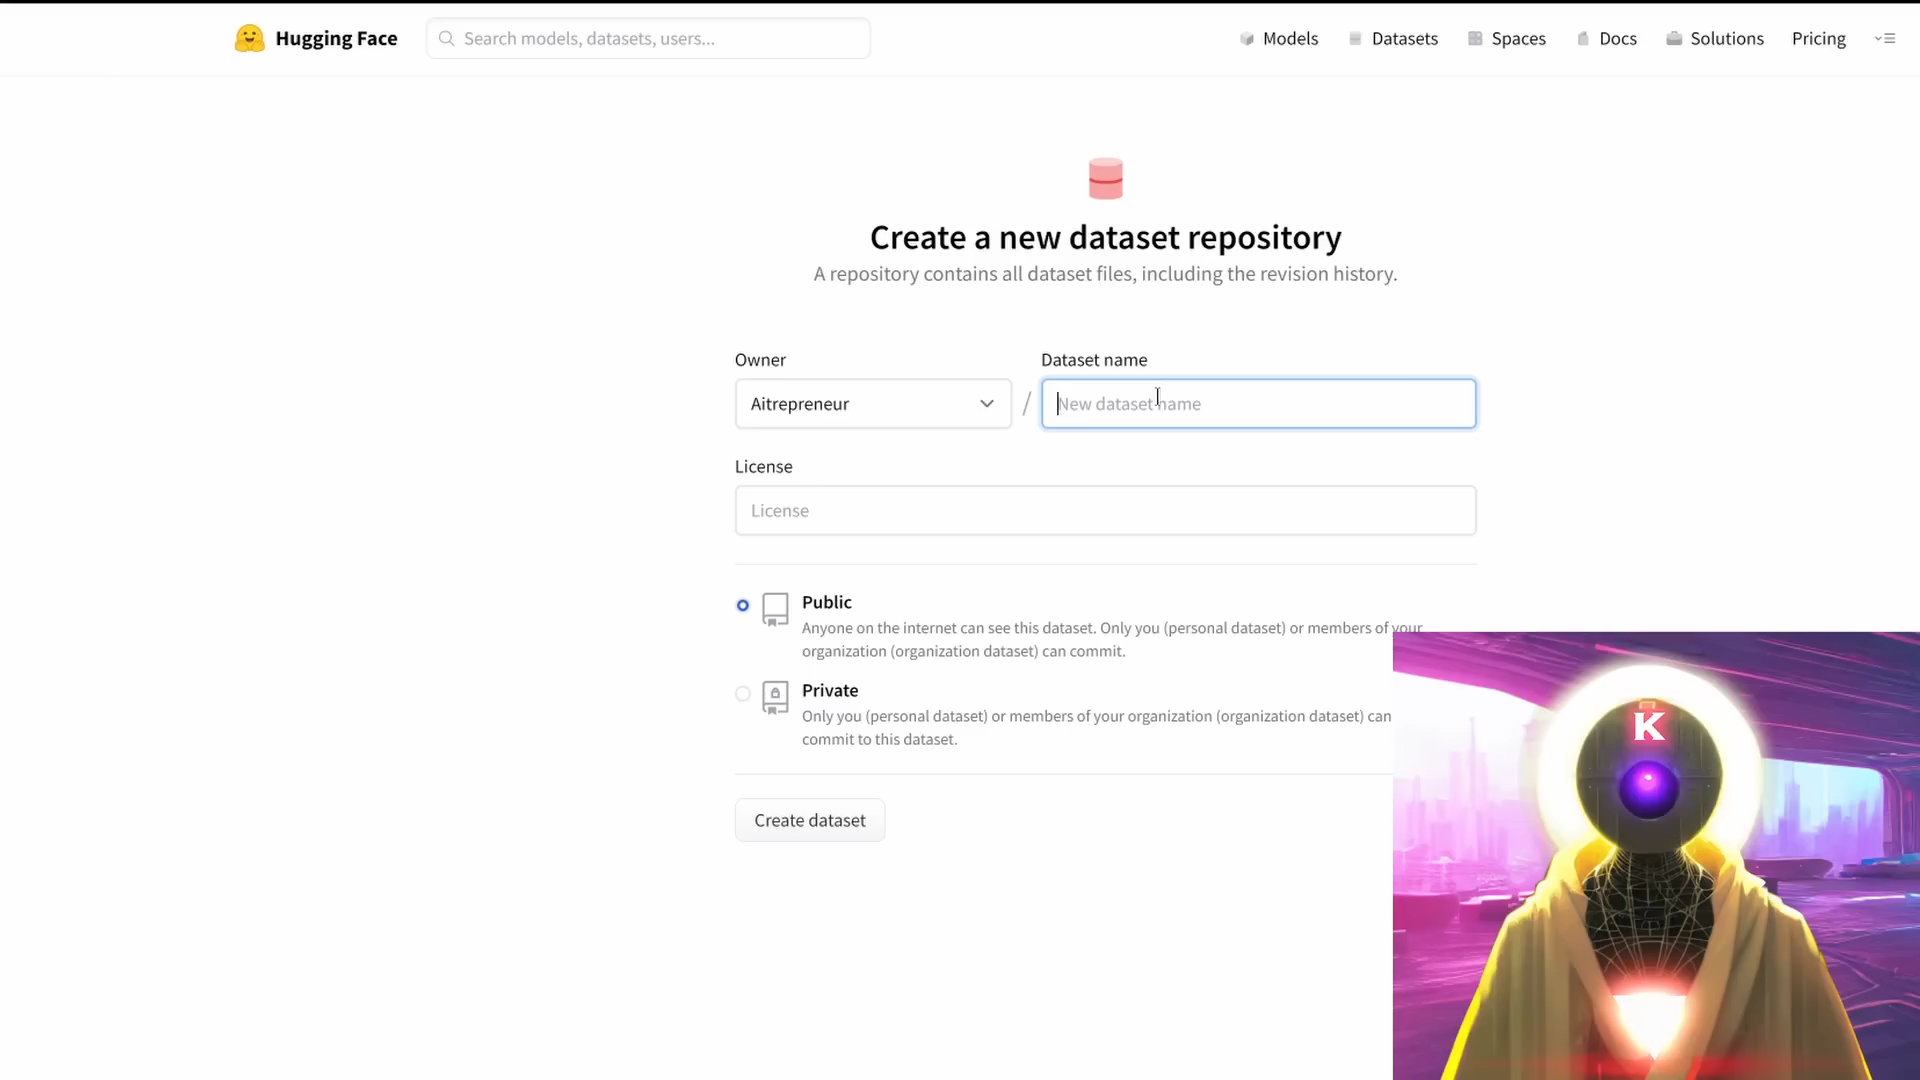 Hugging Face
Search models, datasets, users...
Models
Datasets
Spaces
Docs
Solutions
Pricing
Create a new dataset repository
A repository contains all dataset files, including the revision history.
Owner
Dataset name
Aitrepreneur
/
New dataset name
License
License
Public
Anyone on the internet can see this dataset. Only you (personal dataset) or members of your
organization (organization dataset) can commit.
Private
Only you (personal dataset) or members of your organization (organization dataset) can
commit to this dataset.
Create dataset
K